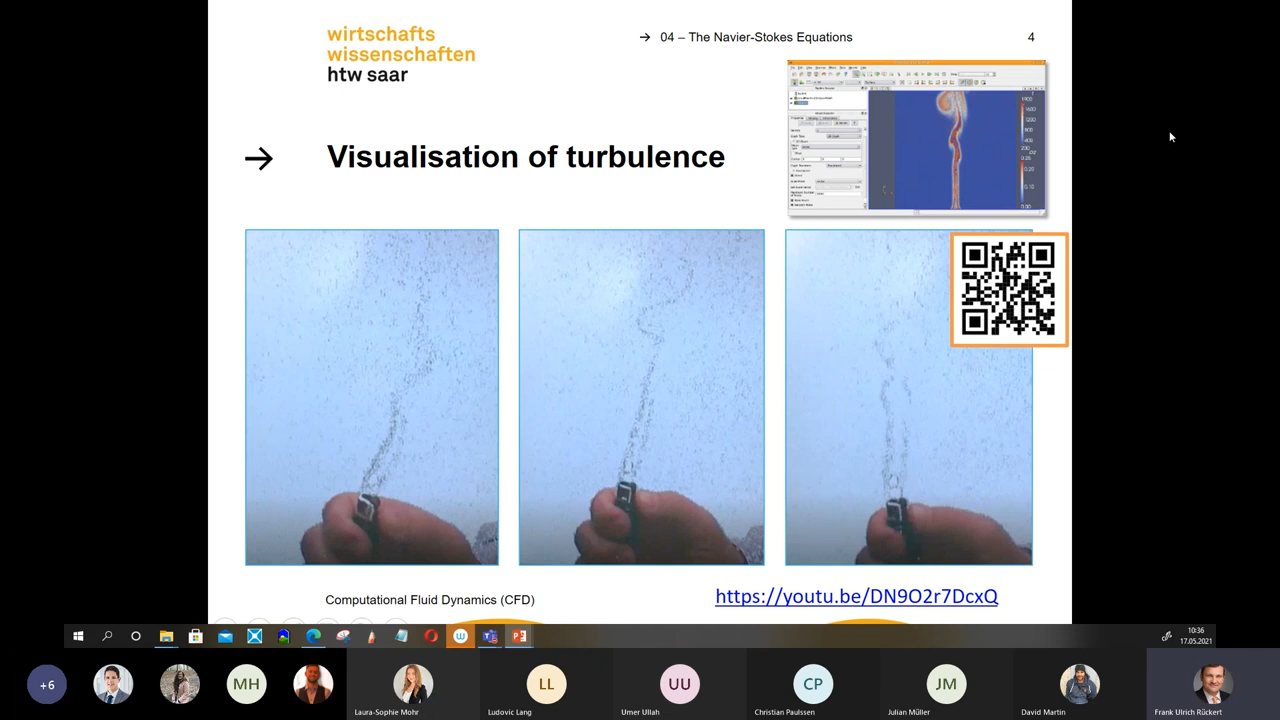 wirtschafts
wissenschaften
htw saar
→ 04 – The Navier-Stokes Equations
4
→ Visualisation of turbulence
Computational Fluid Dynamics (CFD)
https://youtu.be/DN9O2r7DcxQ
10:36
17.05.2021
+6
MH
LL
UU
CP
JM
Laura-Sophie Mohr
Ludovic Lang
Umer Ullah
Christian Paulssen
Julian Müller
David Martin
Frank Ulrich Rückert